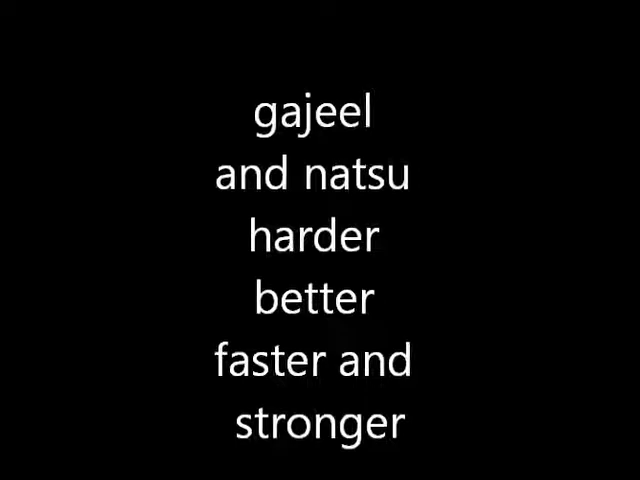 gajeel
and natsu
harder
better
faster and
stronger